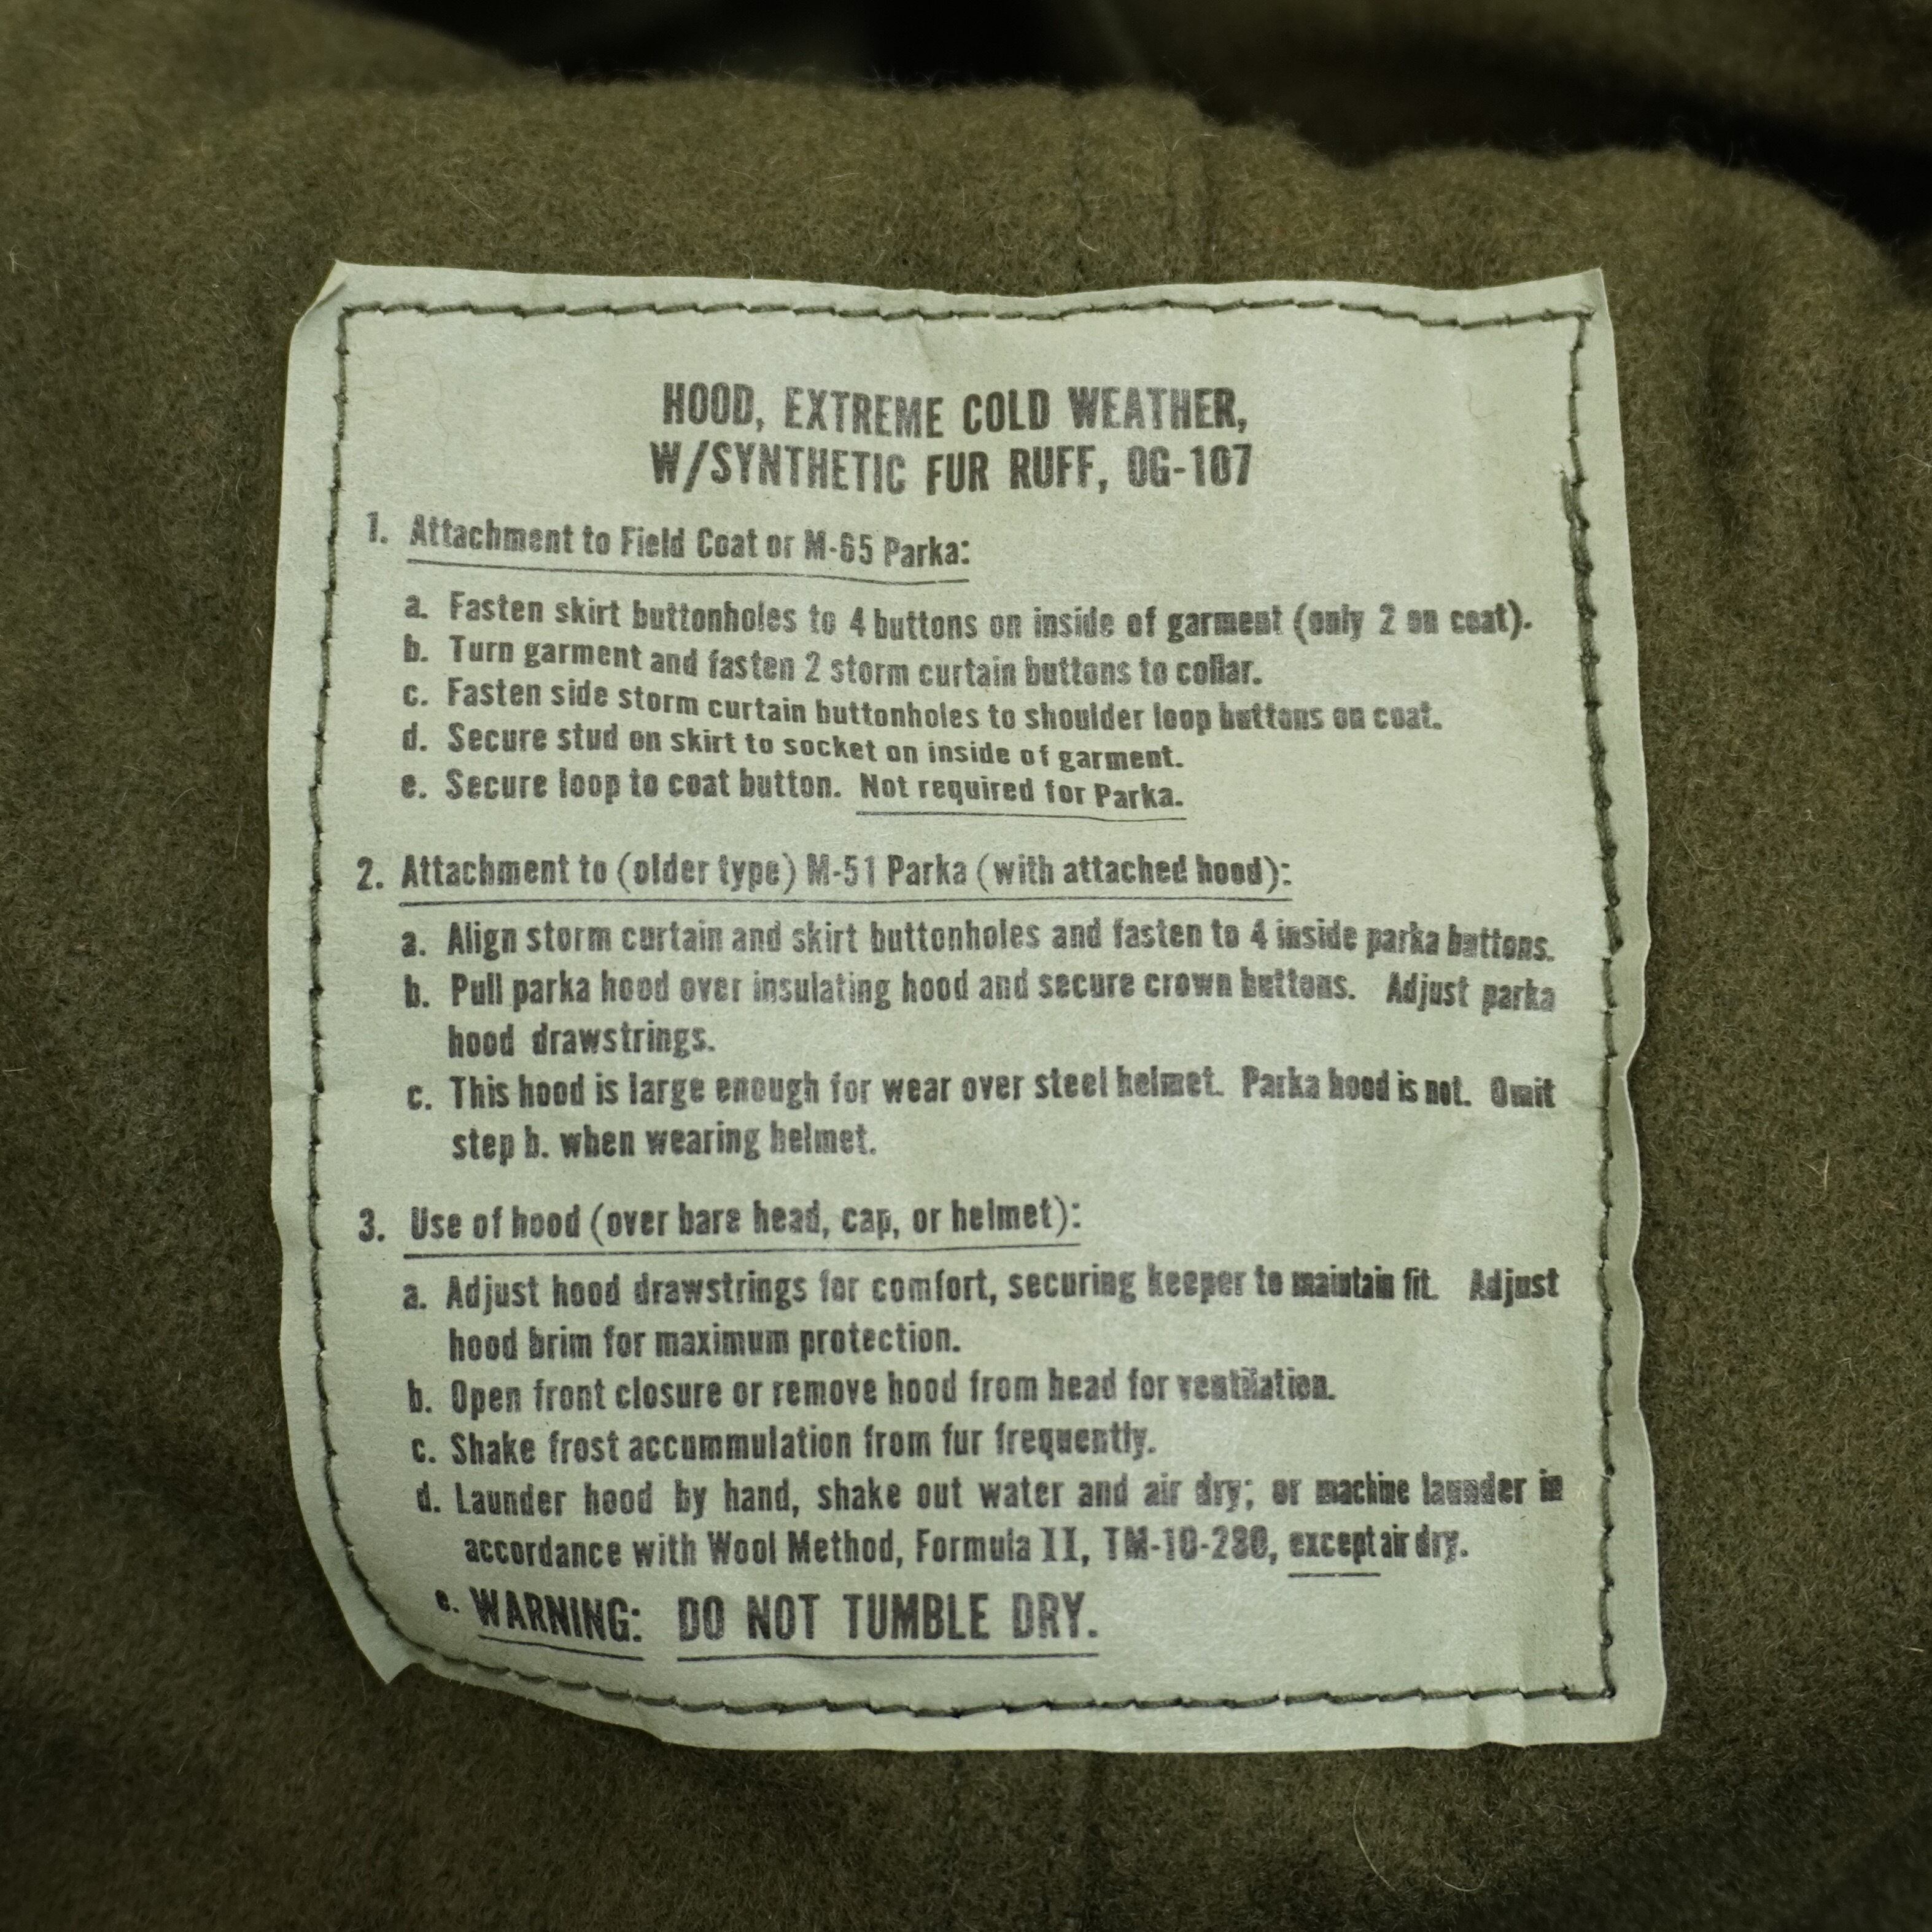 HOOD, EXTREME COLD WEATHER,
W/SYNTHETIC FUR RUFF, OG-107
1. Attachment to Field Coat or M-65 Parka:
a. Fasten skirt buttonholes to 4 buttons on inside of garment (only 2 on coat).
b. Turn garment and fasten 2 storm curtain buttons to collar.
c. Fasten side storm curtain buttonholes to shoulder loop buttons on coat.
d. Secure stud on skirt to socket on inside of garment.
e. Secure loop to coat button. Not required for Parka.
2. Attachment to (older type) M-51 Parka (with attached hood):
a. Align storm curtain and skirt buttonholes and fasten to 4 inside parka buttons.
b. Pull parka hood over insulating hood and secure crown buttons. Adjust parka
hood drawstrings.
c. This hood is large enough for wear over steel helmet. Parka hood is not. Omit
step b. when wearing helmet.
3. Use of hood (over bare head, cap, or helmet):
a. Adjust hood drawstrings for comfort, securing keeper to maintain fit. Adjust
hood brim for maximum protection.
b. Open front closure or remove hood from head for ventilation.
c. Shake frost accummulation from fur frequently.
d. Launder hood by hand, shake out water and air dry; or machine launder in
accordance with Wool Method, Formula II, TM-10-280, except air dry.
e. WARNING: DO NOT TUMBLE DRY.